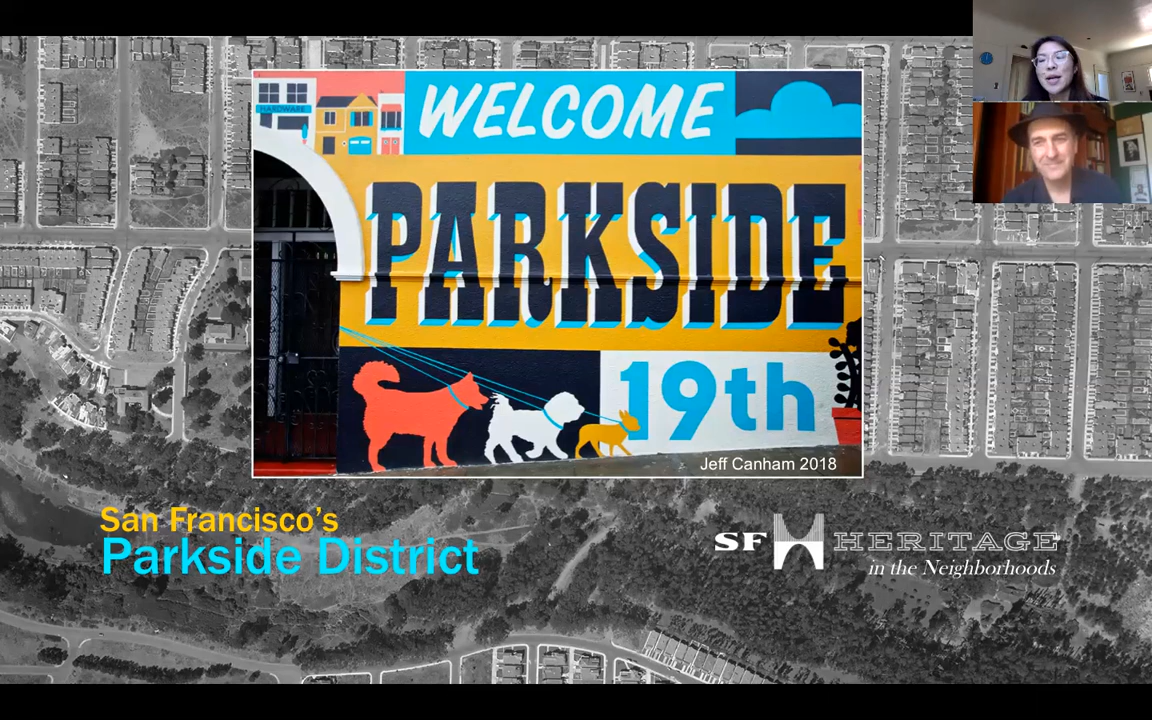 HARDWARE
WELCOME
PARKSIDE
19th
Jeff Canham 2018
San Francisco's
Parkside District
SF HERITAGE
in the Neighborhoods